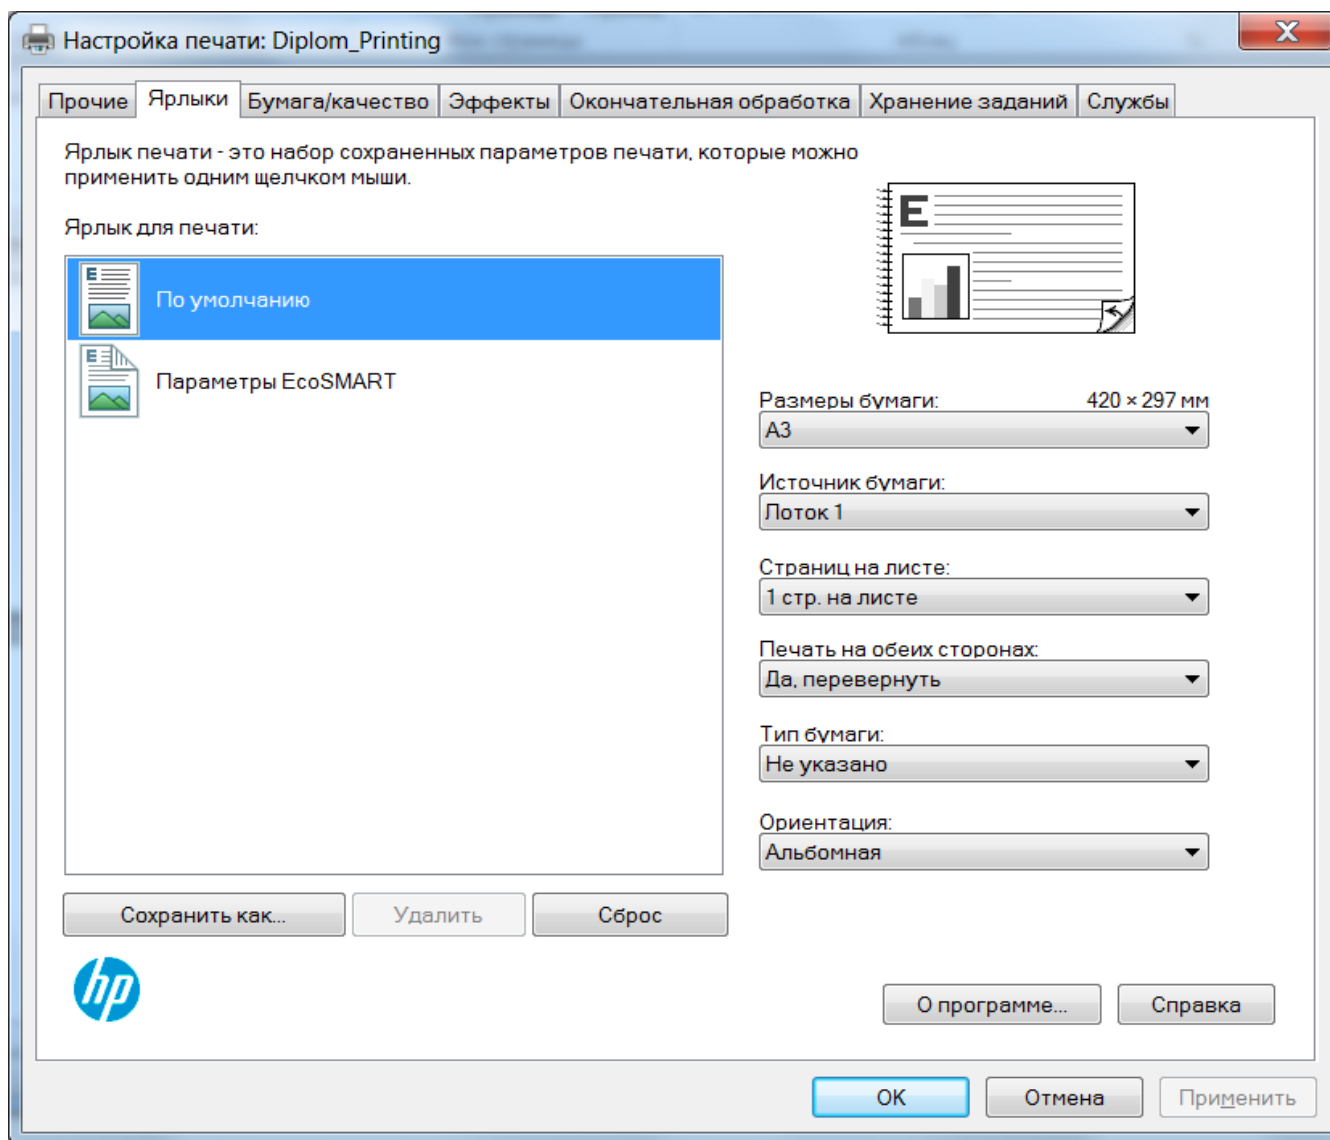 Настройка печати: Diplom_Printing
X
Прочие
Ярлыки
Бумага/качество
Эффекты
Окончательная обработка
Хранение заданий
Службы
Ярлык печати - это набор сохраненных параметров печати, которые можно
применить одним щелчком мыши.
Ярлык для печати:
E
По умолчанию
E
Параметры EcoSMART
E
Размеры бумаги: 420 × 297 мм
A3
Источник бумаги:
Лоток 1
Страниц на листе:
1 стр. на листе
Печать на обеих сторонах:
Да, перевернуть
Тип бумаги:
Не указано
Ориентация:
Альбомная
Сохранить как...
Удалить
Сброс
hp
О программе...
Справка
OK
Отмена
Применить